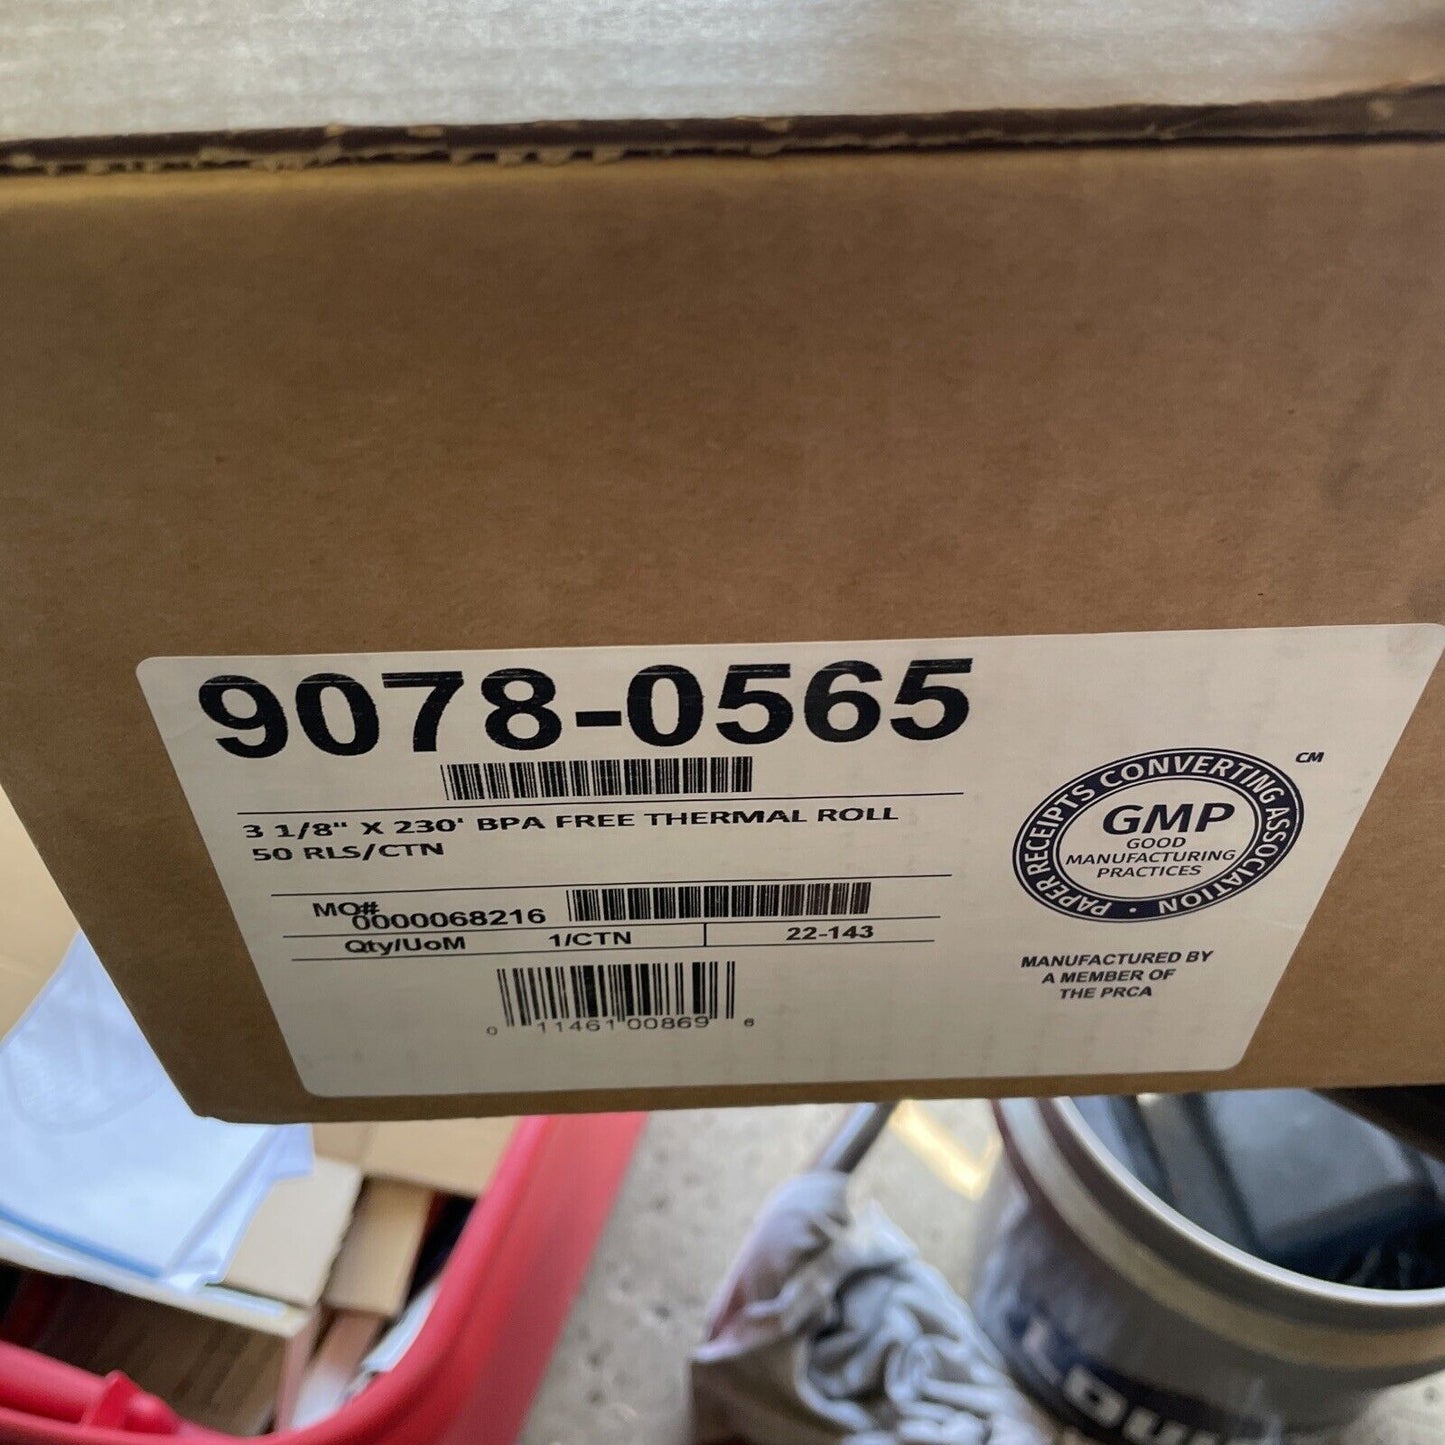 9078-0565
3 1/8" X 230' BPA FREE THERMAL ROLL
50 RLS/CTN
MO#
0000068216
Qty/UoM 1/CTN 22-143
0 11461 00869 6
PAPER RECEIPTS CONVERTING ASSOCIATION •
CM
GMP
GOOD
MANUFACTURING
PRACTICES
MANUFACTURED BY
A MEMBER OF
THE PRCA